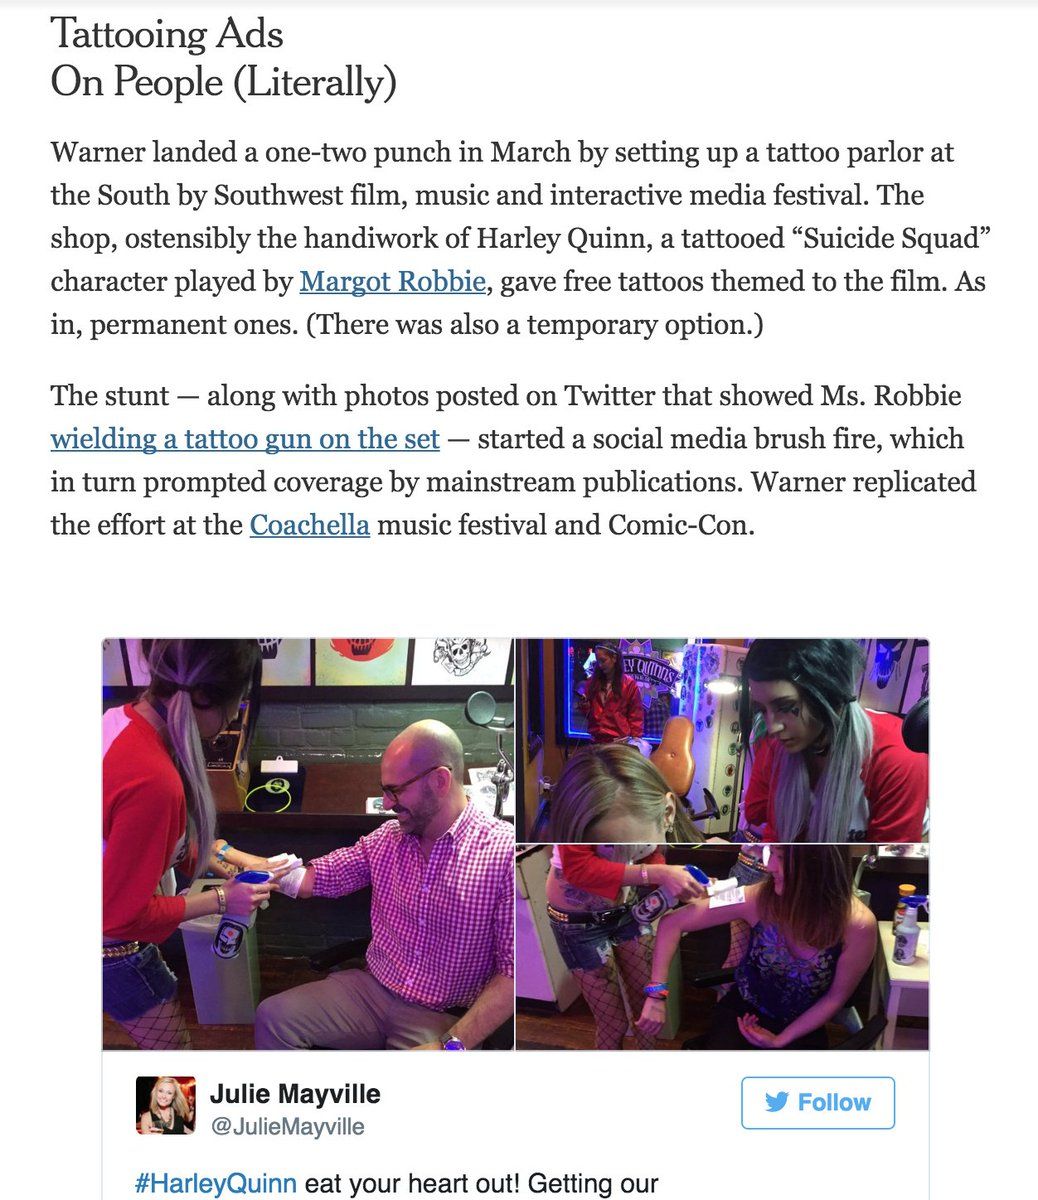 Tattooing Ads
On People (Literally)
Warner landed a one-two punch in March by setting up a tattoo parlor at
the South by Southwest film, music and interactive media festival. The
shop, ostensibly the handiwork of Harley Quinn, a tattooed “Suicide Squad”
character played by Margot Robbie, gave free tattoos themed to the film. As
in, permanent ones. (There was also a temporary option.)
The stunt — along with photos posted on Twitter that showed Ms. Robbie
wielding a tattoo gun on the set — started a social media brush fire, which
in turn prompted coverage by mainstream publications. Warner replicated
the effort at the Coachella music festival and Comic-Con.
EY QUINN'S
Julie Mayville
Follow
@JulieMayville
#HarleyQuinn eat your heart out! Getting our